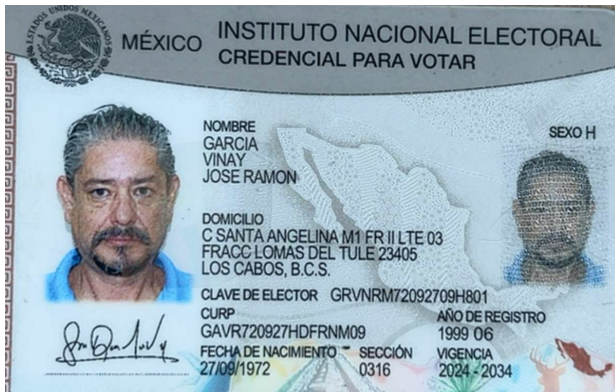 ESTADOS UNIDOS MEXICANOS
MÉXICO INSTITUTO NACIONAL ELECTORAL
CREDENCIAL PARA VOTAR
NOMBRE
GARCIA
VINAY
JOSE RAMON
SEXO H
DOMICILIO
C SANTA ANGELINA M1 FR II LTE 03
FRACC LOMAS DEL TULE 23405
LOS CABOS, B.C.S.
CLAVE DE ELECTOR GRVNRM72092709H801
CURP
GAVR720927HDFRNM09
AÑO DE REGISTRO
1999 06
FECHA DE NACIMIENTO
27/09/1972
SECCIÓN
0316
VIGENCIA
2024 - 2034